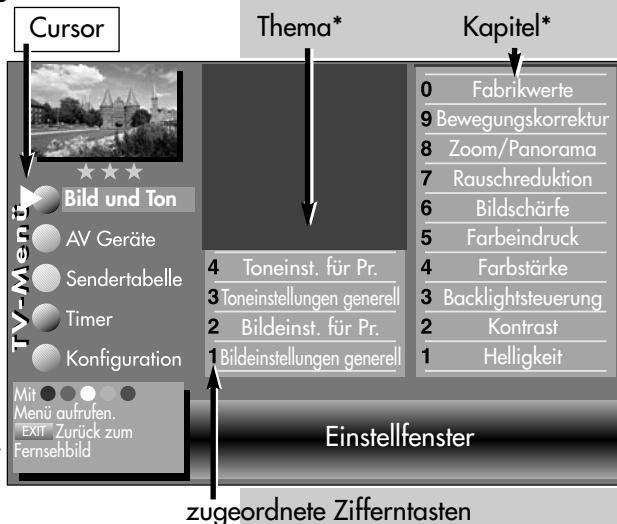 Cursor
Thema*
Kapitel*
TV-Menü
Bild und Ton
AV Geräte
Sendertabelle
Timer
Konfiguration
Mit
Menü aufrufen.
EXIT Zurück zum
Fernsehbild
4 Toneinst. für Pr.
3 Toneinstellungen generell
2 Bildeinst. für Pr.
1 Bildeinstellungen generell
0 Fabrikwerte
9 Bewegungskorrektur
8 Zoom/Panorama
7 Rauschreduktion
6 Bildschärfe
5 Farbeindruck
4 Farbstärke
3 Backlightsteuerung
2 Kontrast
1 Helligkeit
Einstellfenster
zugeordnete Zifferntasten